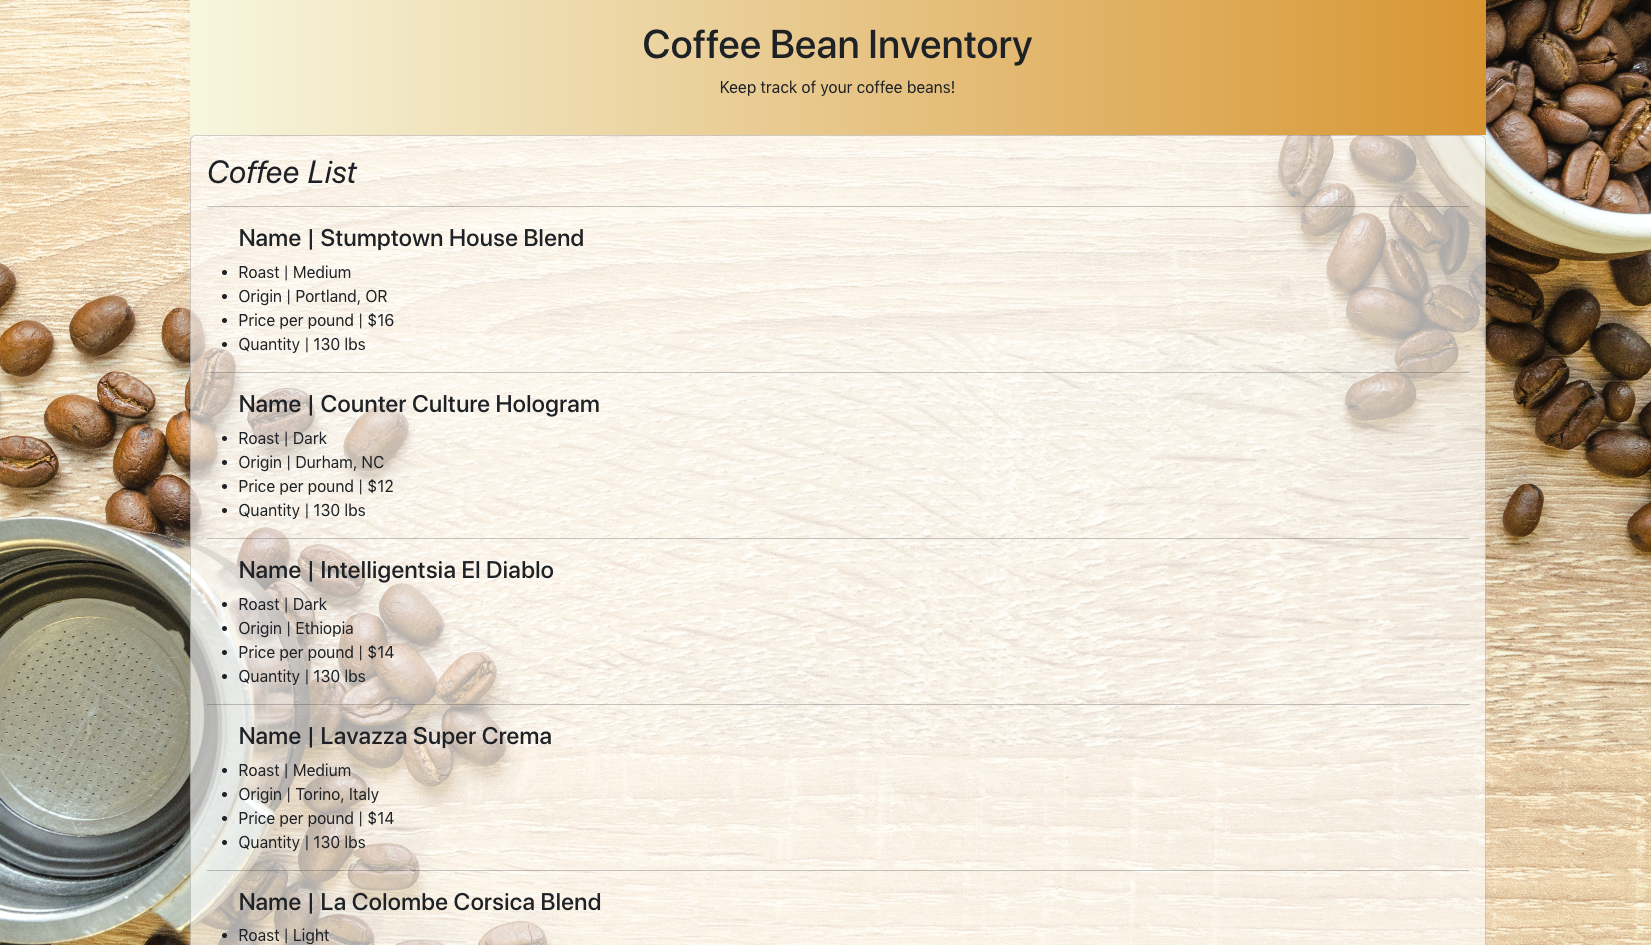 Coffee Bean Inventory
Keep track of your coffee beans!
Coffee List
Name | Stumptown House Blend
• Roast | Medium
• Origin | Portland, OR
• Price per pound | $16
• Quantity | 130 lbs
Name | Counter Culture Hologram
• Roast | Dark
• Origin | Durham, NC
• Price per pound | $12
• Quantity | 130 lbs
Name | Intelligentsia El Diablo
• Roast | Dark
• Origin | Ethiopia
• Price per pound | $14
• Quantity | 130 lbs
Name | Lavazza Super Crema
• Roast | Medium
• Origin | Torino, Italy
• Price per pound | $14
• Quantity | 130 lbs
Name | La Colombe Corsica Blend
• Roast | Light